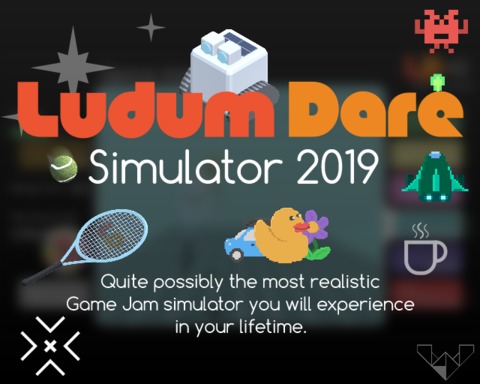 Ludum Dare
Simulator 2019
Quite possibly the most realistic
Game Jam simulator you will experience
in your lifetime.